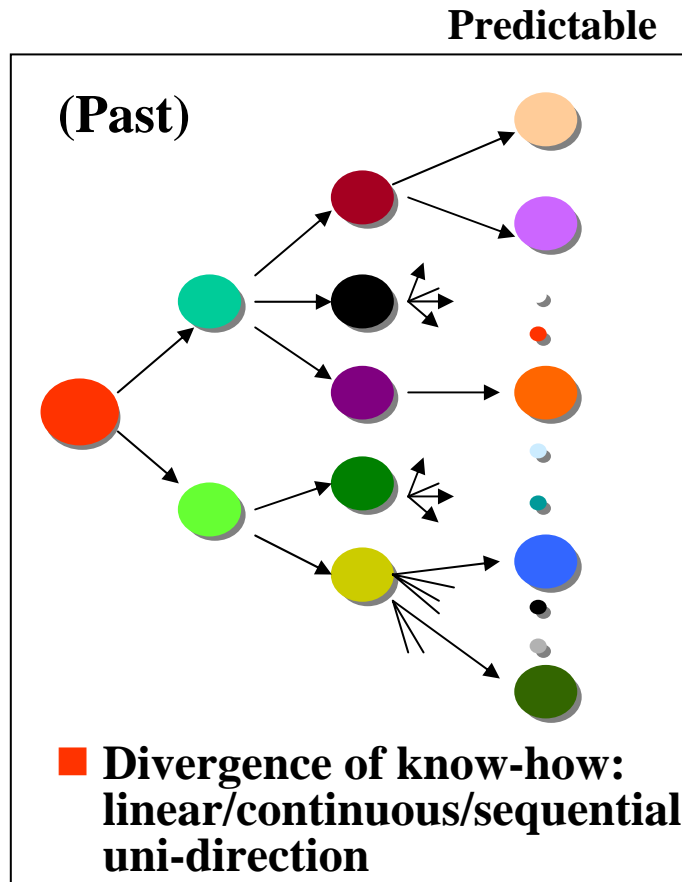 Predictable
(Past)
Divergence of know-how:
linear/continuous/sequential
uni-direction